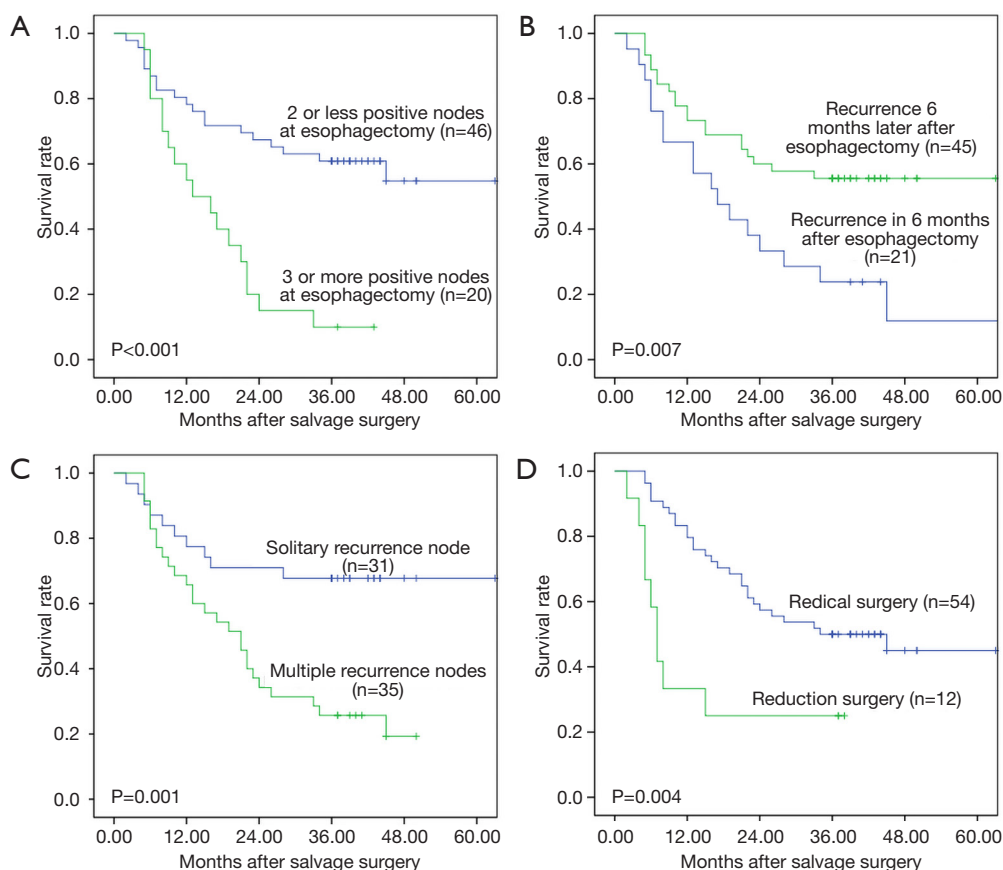 A
Survival rate
1.0
0.8
0.6
0.4
0.2
0.0
2 or less positive nodes
at esophagectomy (n=46)
3 or more positive nodes
at esophagectomy (n=20)
P<0.001
0.00 12.00 24.00 36.00 48.00 60.00
Months after salvage surgery
B
Survival rate
1.0
0.8
0.6
0.4
0.2
0.0
Recurrence 6
months later after
esophagectomy (n=45)
Recurrence in 6 months
after esophagectomy
(n=21)
P=0.007
0.00 12.00 24.00 36.00 48.00 60.00
Months after salvage surgery
C
Survival rate
1.0
0.8
0.6
0.4
0.2
0.0
Solitary recurrence node
(n=31)
Multiple recurrence nodes
(n=35)
P=0.001
0.00 12.00 24.00 36.00 48.00 60.00
Months after salvage surgery
D
Survival rate
1.0
0.8
0.6
0.4
0.2
0.0
Redical surgery (n=54)
Reduction surgery (n=12)
P=0.004
0.00 12.00 24.00 36.00 48.00 60.00
Months after salvage surgery